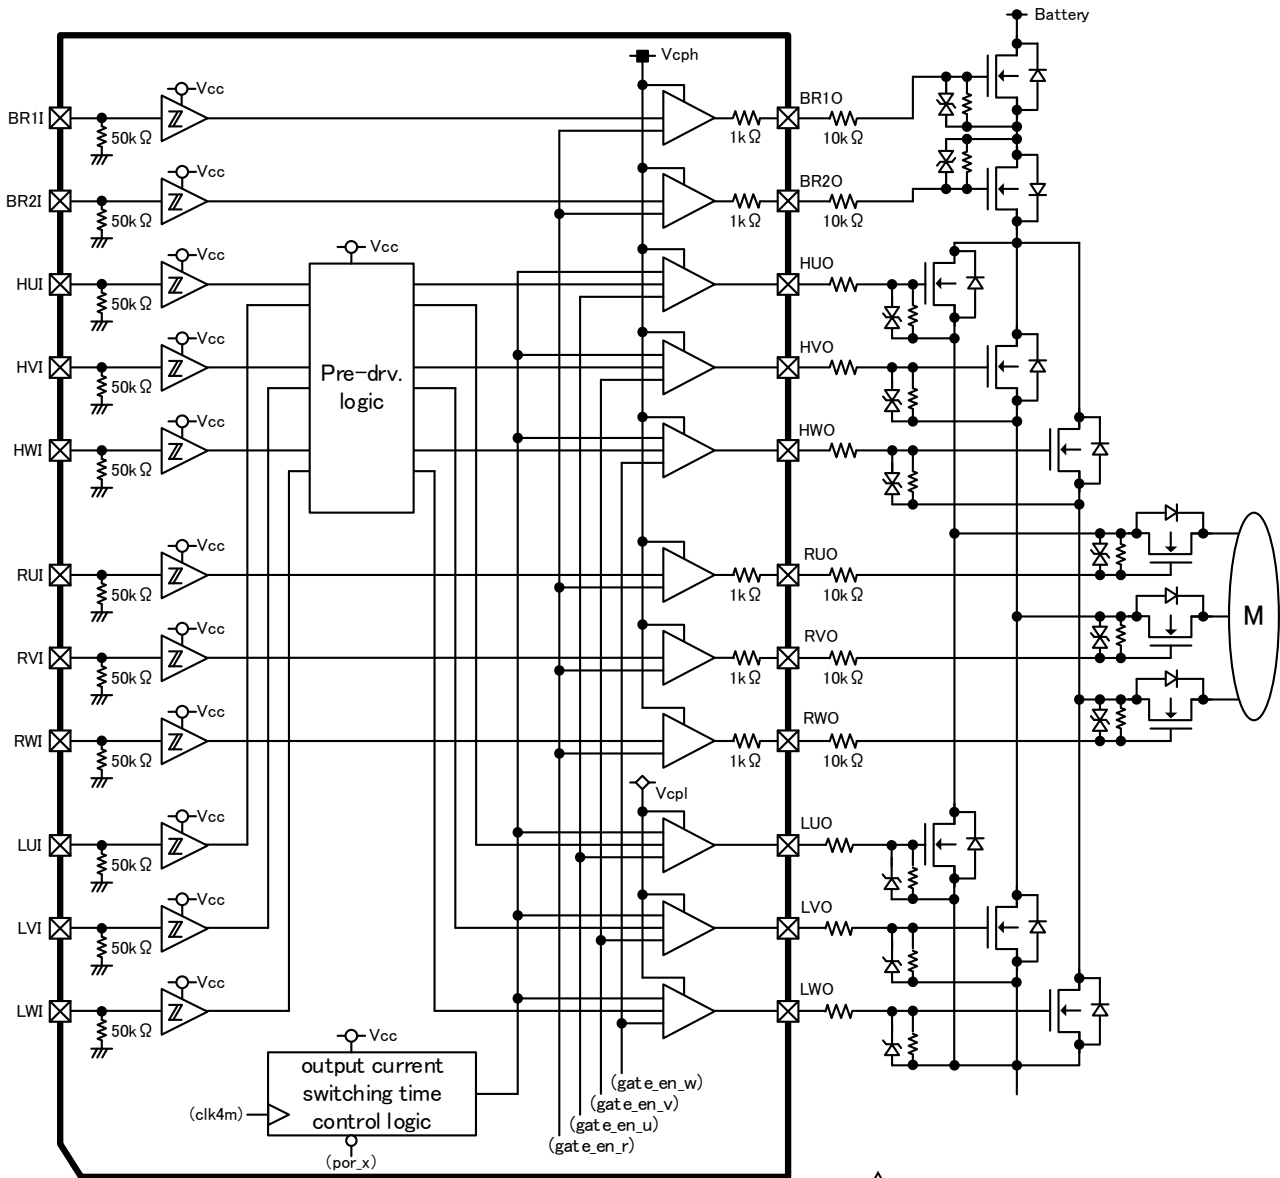 Battery
Vcph
BR1I
Vcc
50kΩ
1kΩ
BR1O
10kΩ
BR2I
Vcc
50kΩ
1kΩ
BR2O
10kΩ
HUI
Vcc
50kΩ
Vcc
HUO
HVI
Vcc
50kΩ
Pre-drv.
logic
HVO
HWI
Vcc
50kΩ
HWO
RUI
Vcc
50kΩ
1kΩ
RUO
10kΩ
RVI
Vcc
50kΩ
1kΩ
RVO
10kΩ
M
RWI
Vcc
50kΩ
1kΩ
RWO
10kΩ
Vcpl
LUI
Vcc
50kΩ
LUO
LVI
Vcc
50kΩ
LVO
LWI
Vcc
50kΩ
LWO
Vcc
output current
switching time
control logic
(clk4m)
(por_x)
(gate_en_w)
(gate_en_v)
(gate_en_u)
(gate_en_r)